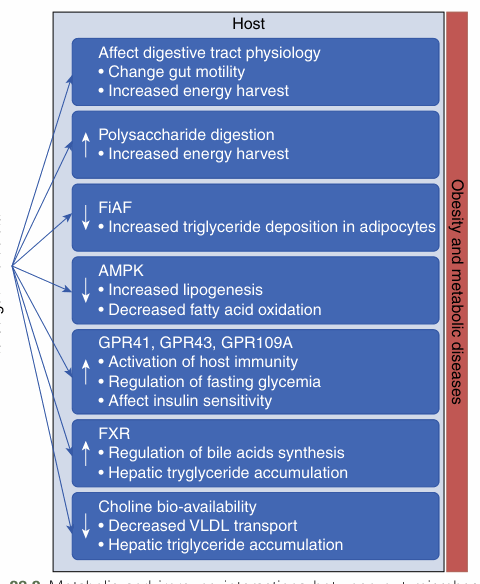 Host
Affect digestive tract physiology
• Change gut motility
• Increased energy harvest
Polysaccharide digestion
• Increased energy harvest
FiAF
• Increased triglyceride deposition in adipocytes
AMPK
• Increased lipogenesis
• Decreased fatty acid oxidation
GPR41, GPR43, GPR109A
• Activation of host immunity
• Regulation of fasting glycemia
• Affect insulin sensitivity
FXR
• Regulation of bile acids synthesis
• Hepatic tryglyceride accumulation
Choline bio-availability
• Decreased VLDL transport
• Hepatic triglyceride accumulation
Obesity and metabolic diseases